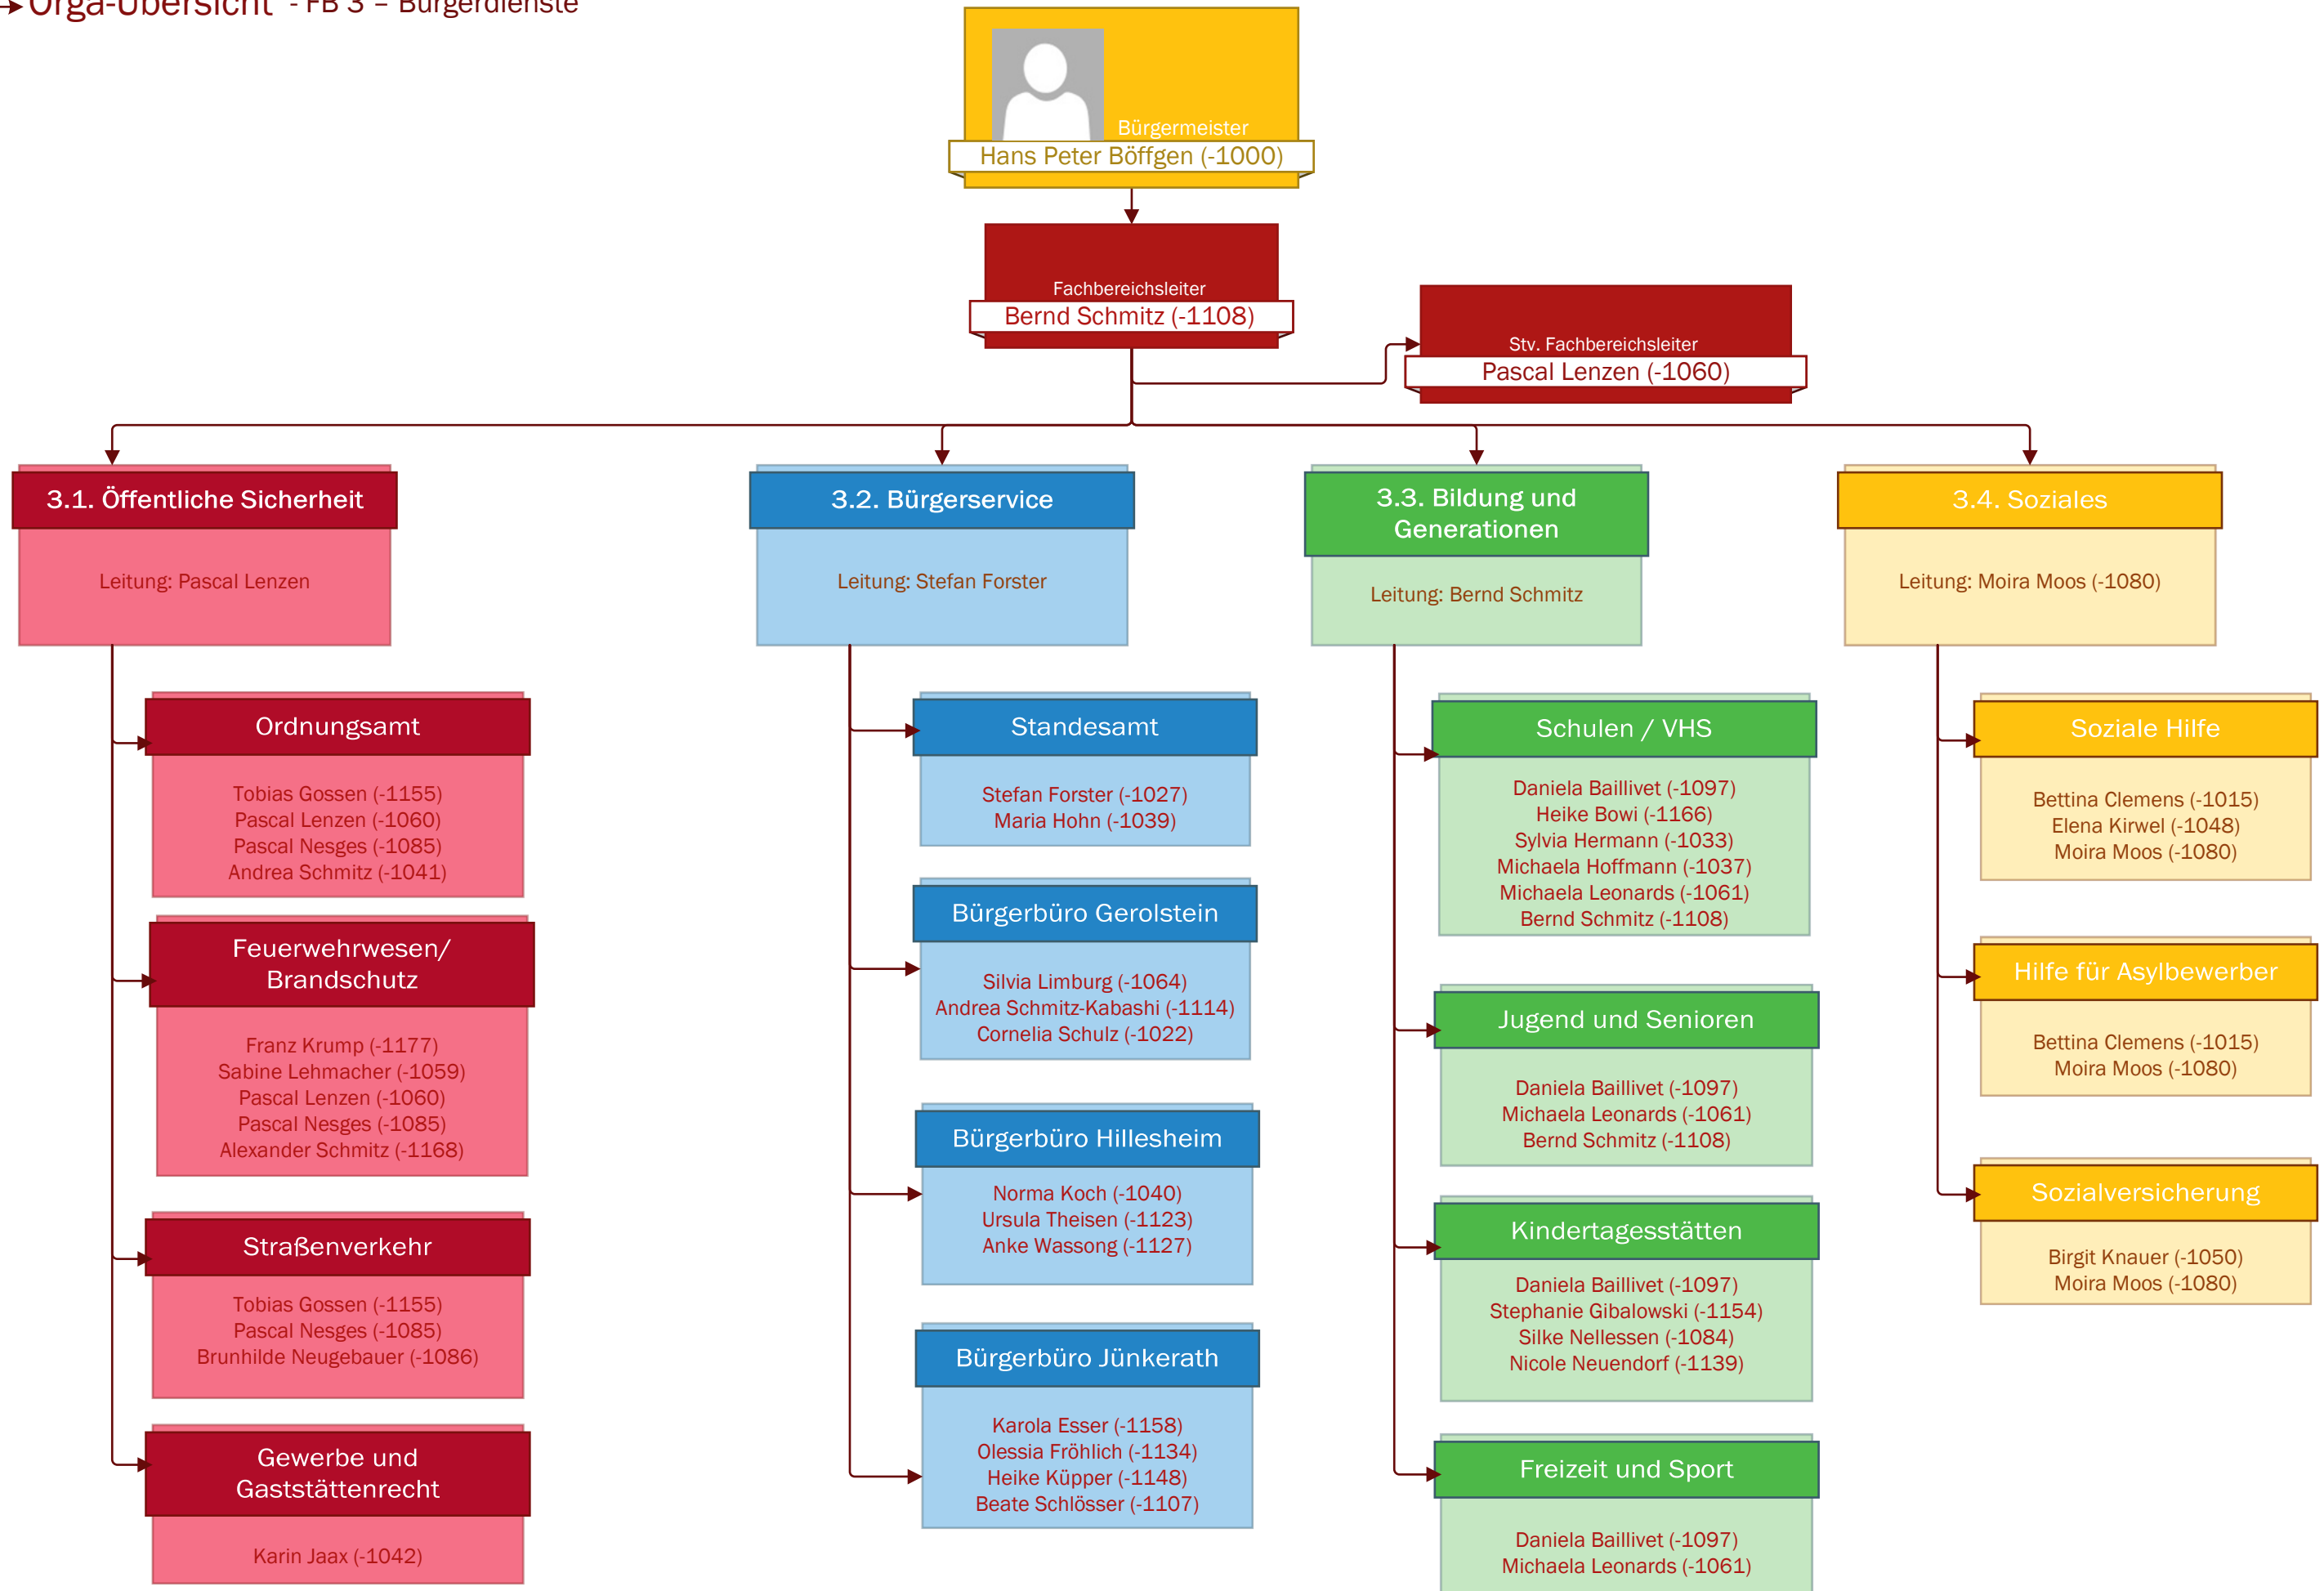 Orga-Übersicht - FB 3 – Bürgerdienste
Bürgermeister
Hans Peter Böffgen (-1000)
Fachbereichsleiter
Bernd Schmitz (-1108)
Stv. Fachbereichsleiter
Pascal Lenzen (-1060)
3.1. Öffentliche Sicherheit
Leitung: Pascal Lenzen
Ordnungsamt
Tobias Gossen (-1155)
Pascal Lenzen (-1060)
Pascal Nesges (-1085)
Andrea Schmitz (-1041)
Feuerwehrwesen/
Brandschutz
Franz Krump (-1177)
Sabine Lehmacher (-1059)
Pascal Lenzen (-1060)
Pascal Nesges (-1085)
Alexander Schmitz (-1168)
Straßenverkehr
Tobias Gossen (-1155)
Pascal Nesges (-1085)
Brunhilde Neugebauer (-1086)
Gewerbe und
Gaststättenrecht
Karin Jaax (-1042)
3.2. Bürgerservice
Leitung: Stefan Forster
Standesamt
Stefan Forster (-1027)
Maria Hohn (-1039)
Bürgerbüro Gerolstein
Silvia Limburg (-1064)
Andrea Schmitz-Kabashi (-1114)
Cornelia Schulz (-1022)
Bürgerbüro Hillesheim
Norma Koch (-1040)
Ursula Theisen (-1123)
Anke Wassong (-1127)
Bürgerbüro Jünkerath
Karola Esser (-1158)
Olessia Fröhlich (-1134)
Heike Küpper (-1148)
Beate Schlösser (-1107)
3.3. Bildung und
Generationen
Leitung: Bernd Schmitz
Schulen / VHS
Daniela Baillivet (-1097)
Heike Bowi (-1166)
Sylvia Hermann (-1033)
Michaela Hoffmann (-1037)
Michaela Leonards (-1061)
Bernd Schmitz (-1108)
Jugend und Senioren
Daniela Baillivet (-1097)
Michaela Leonards (-1061)
Bernd Schmitz (-1108)
Kindertagesstätten
Daniela Baillivet (-1097)
Stephanie Gibalowski (-1154)
Silke Nellessen (-1084)
Nicole Neuendorf (-1139)
Freizeit und Sport
Daniela Baillivet (-1097)
Michaela Leonards (-1061)
3.4. Soziales
Leitung: Moira Moos (-1080)
Soziale Hilfe
Bettina Clemens (-1015)
Elena Kirwel (-1048)
Moira Moos (-1080)
Hilfe für Asylbewerber
Bettina Clemens (-1015)
Moira Moos (-1080)
Sozialversicherung
Birgit Knauer (-1050)
Moira Moos (-1080)